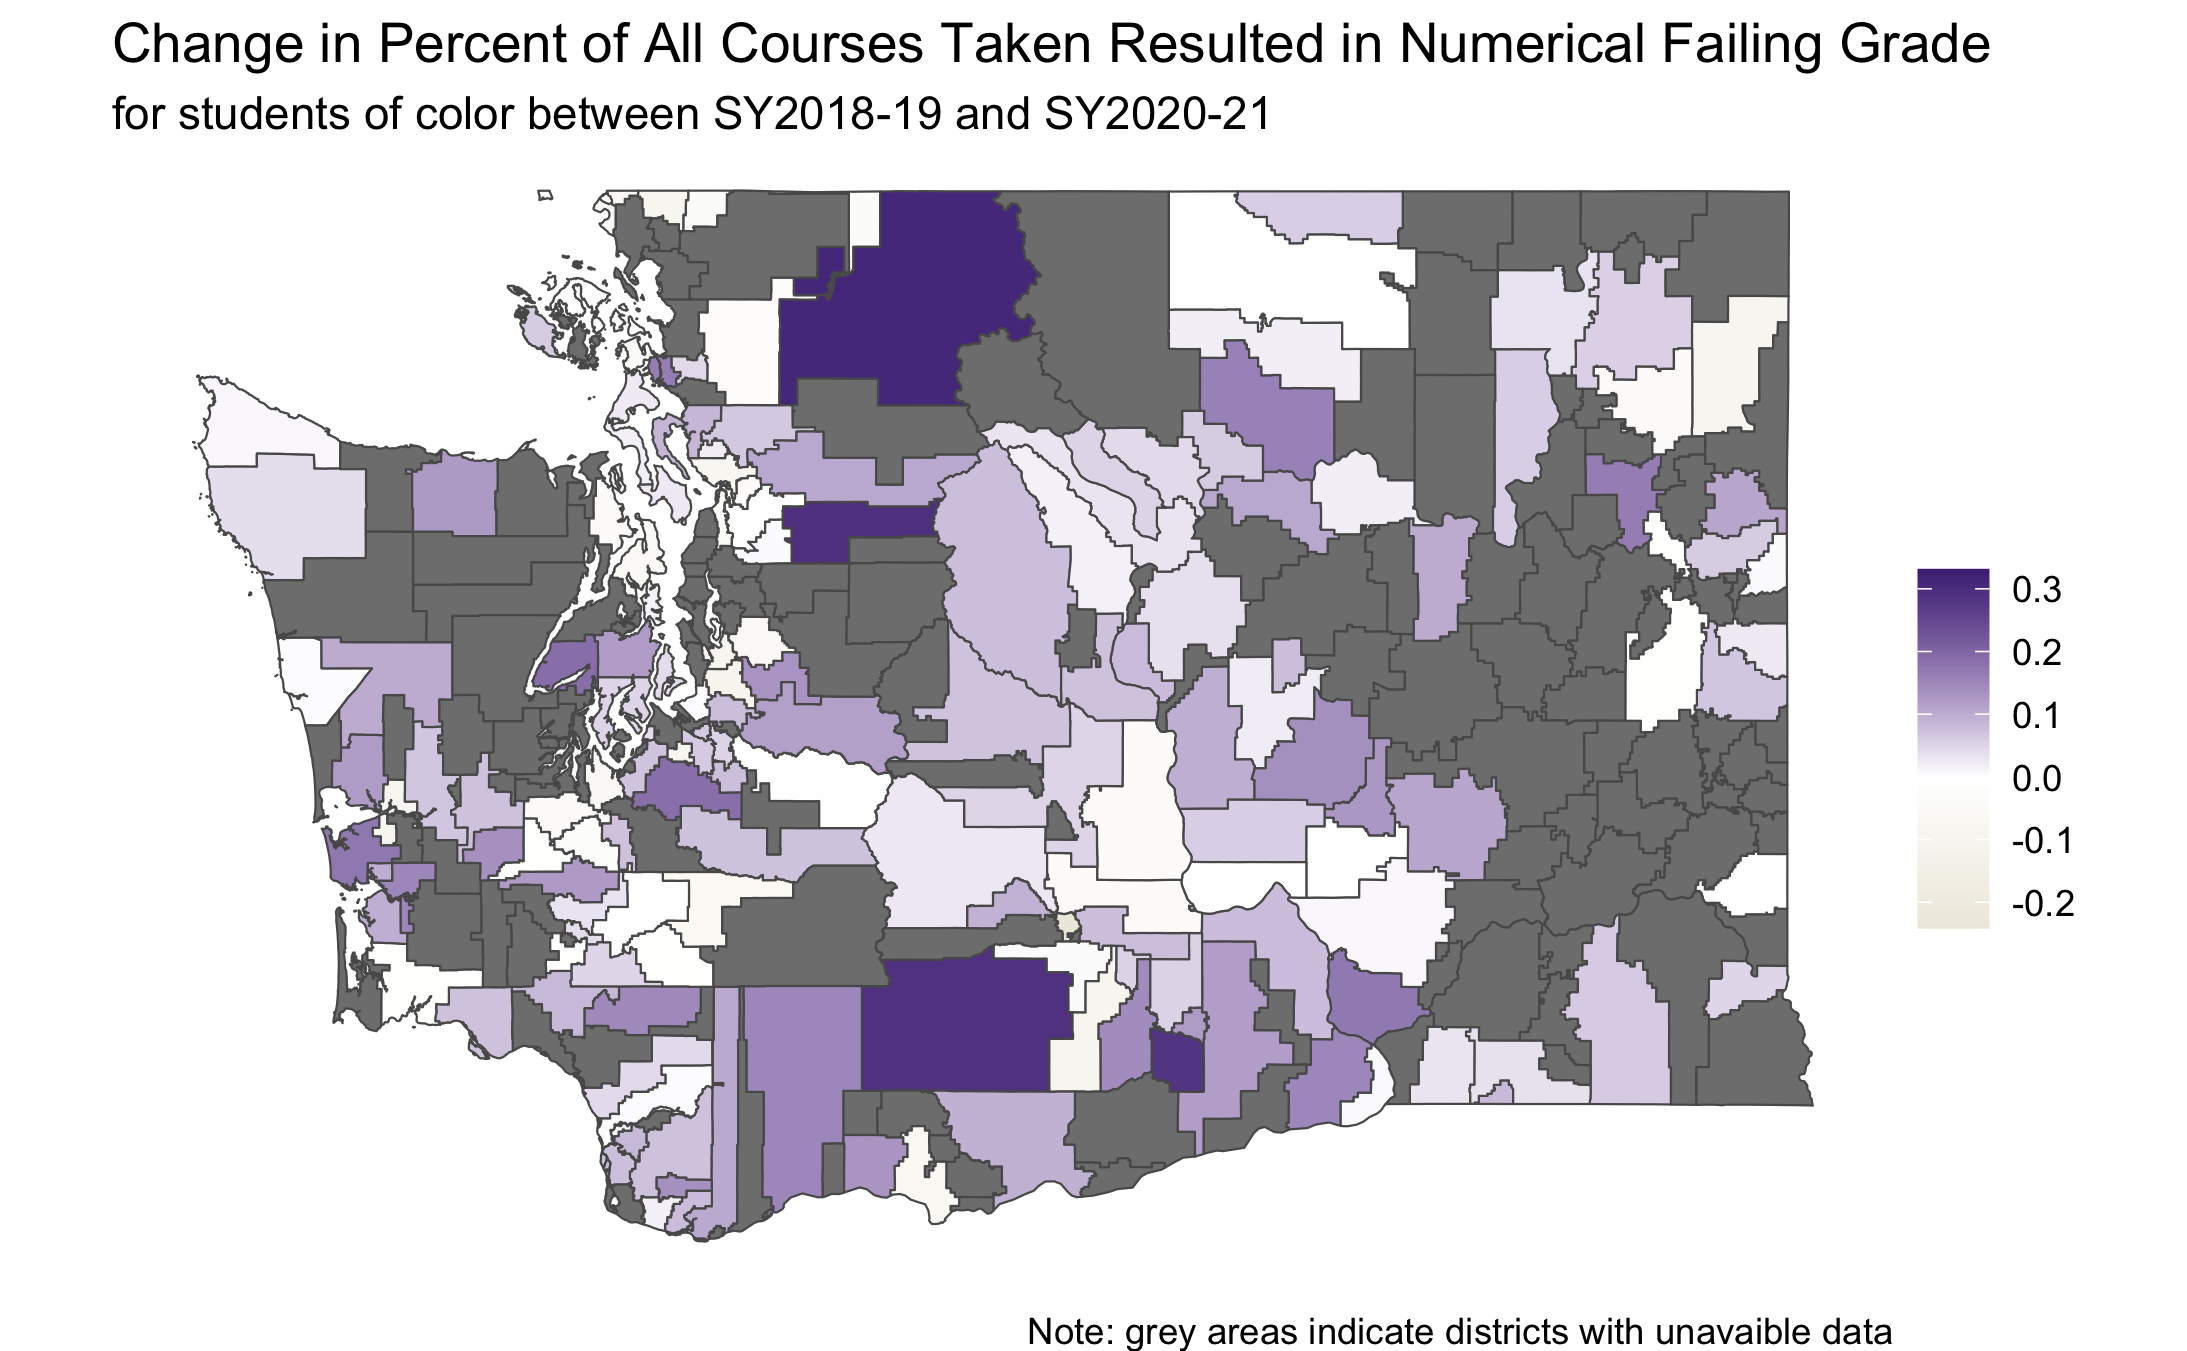 Change in Percent of All Courses Taken Resulted in Numerical Failing Grade
for students of color between SY2018-19 and SY2020-21
0.3
0.2
0.1
0.0
-0.1
-0.2
Note: grey areas indicate districts with unavaible data